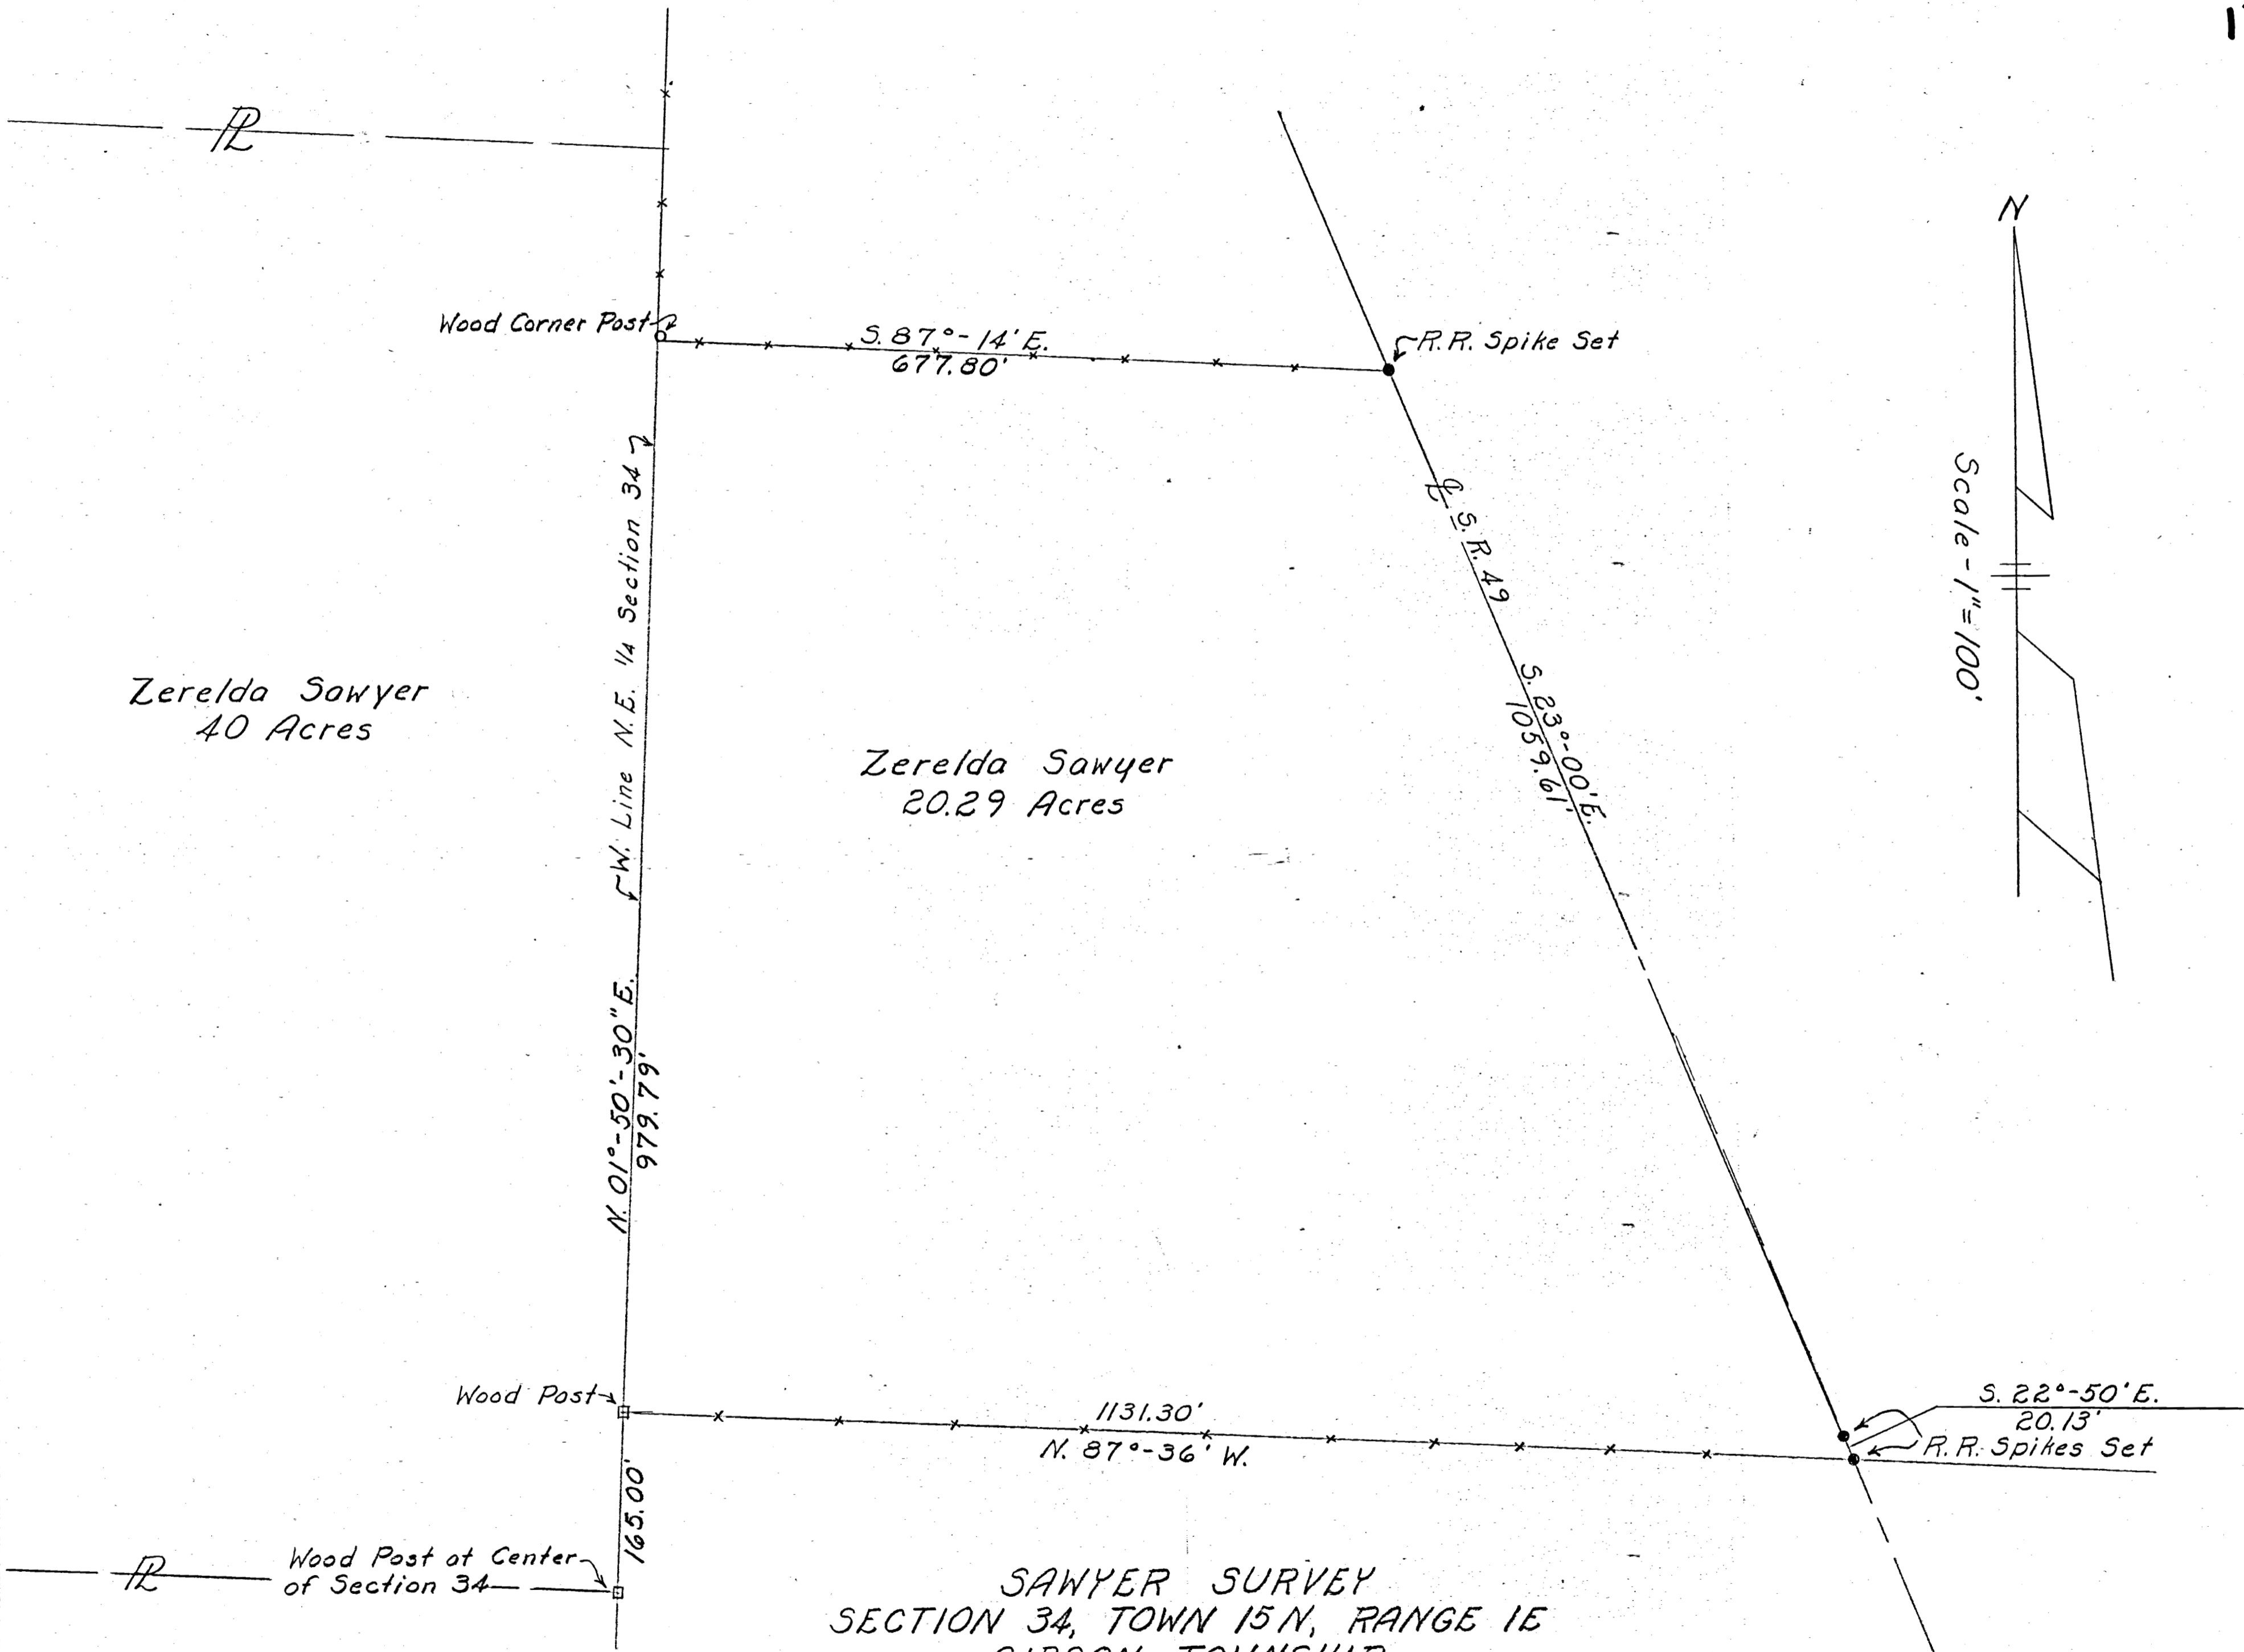 N
PL
Wood Corner Post
S. 87°-14' E.
677.80'
R.R. Spike Set
Scale - 1"=100'
W. Line N.E. 1/4 Section 34
℄ S.R. 49
S. 23°-00' E.
1059.61'
Zerelda Sawyer
40 Acres
Zerelda Sawyer
20.29 Acres
N. 01°-50'-30" E.
979.79'
Wood Post
1131.30'
N. 87°-36' W.
S. 22°-50' E.
20.13'
R.R. Spikes Set
165.00'
PL
Wood Post at Center
of Section 34
SAWYER SURVEY
SECTION 34, TOWN 15 N, RANGE 1E